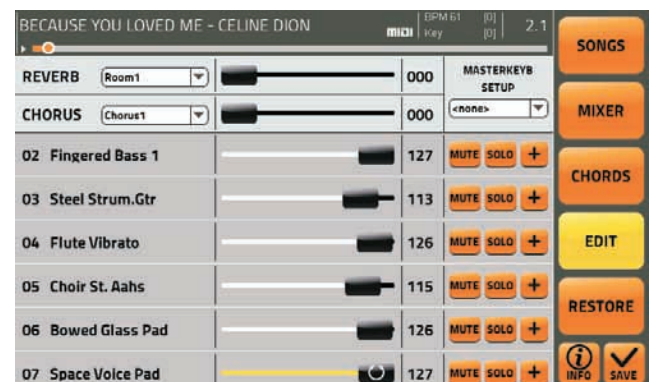 BECAUSE YOU LOVED ME - CELINE DION
MIDI
BPM 61 [0]
Key [0]
2.1
SONGS
REVERB Room1 000
MASTERKEYB
SETUP
CHORUS Chorus1 000
<none>
MIXER
02 Fingered Bass 1 127 MUTE SOLO +
CHORDS
03 Steel Strum.Gtr 113 MUTE SOLO +
04 Flute Vibrato 126 MUTE SOLO +
EDIT
05 Choir St. Aahs 115 MUTE SOLO +
RESTORE
06 Bowed Glass Pad 126 MUTE SOLO +
07 Space Voice Pad 127 MUTE SOLO +
INFO SAVE